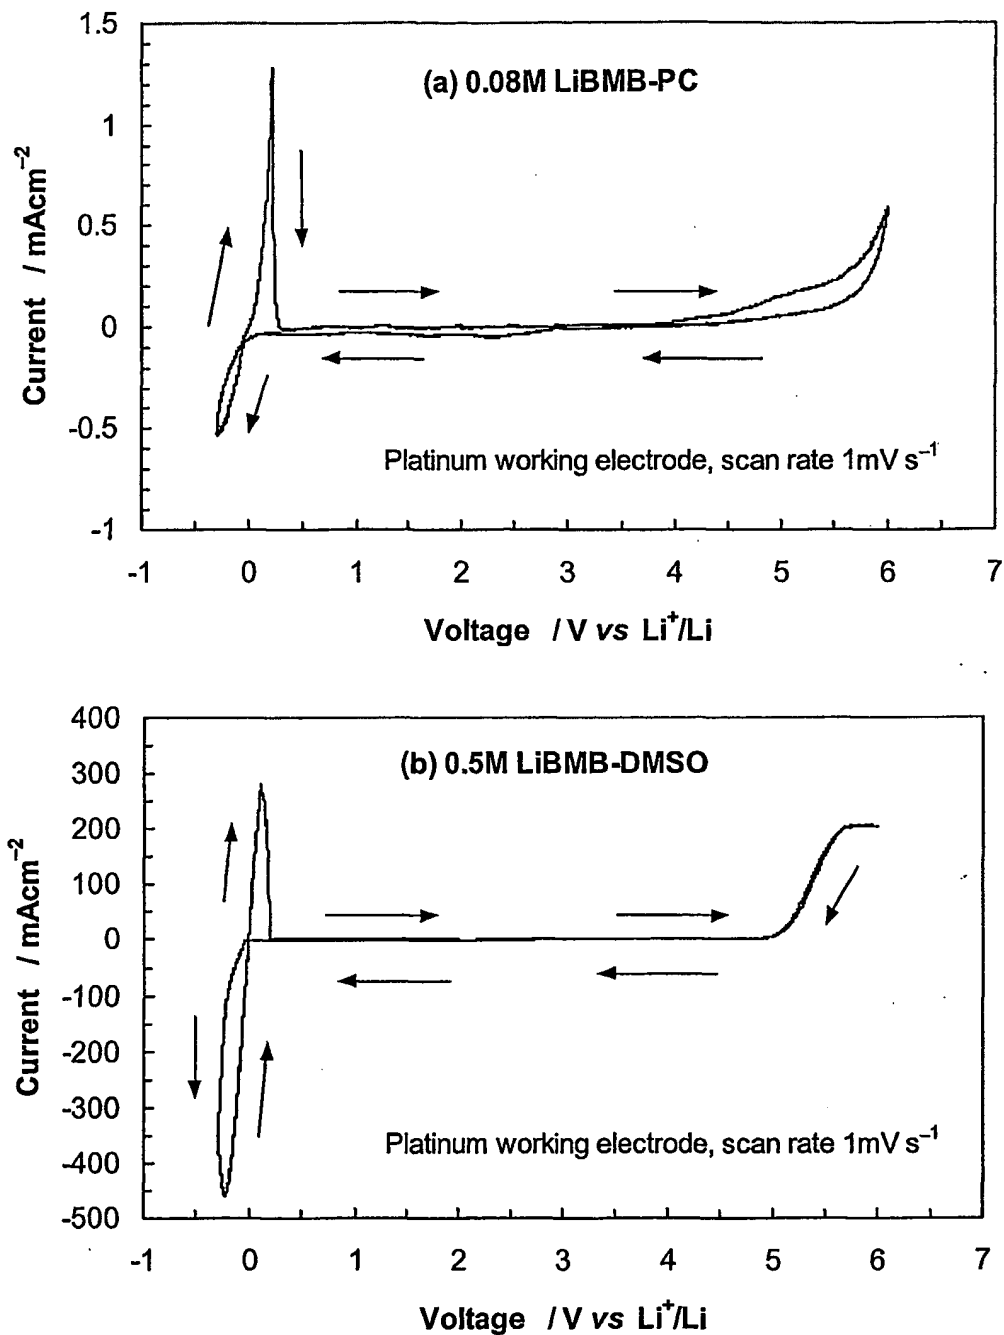 (a) 0.08M LiBMB-PC
1.5
1
0.5
0
-0.5
-1
Current / mAcm⁻²
Platinum working electrode, scan rate 1mV s⁻¹
-1 0 1 2 3 4 5 6 7
Voltage / V vs Li⁺/Li
(b) 0.5M LiBMB-DMSO
400
300
200
100
0
-100
-200
-300
-400
-500
Current / mAcm⁻²
Platinum working electrode, scan rate 1mV s⁻¹
-1 0 1 2 3 4 5 6 7
Voltage / V vs Li⁺/Li